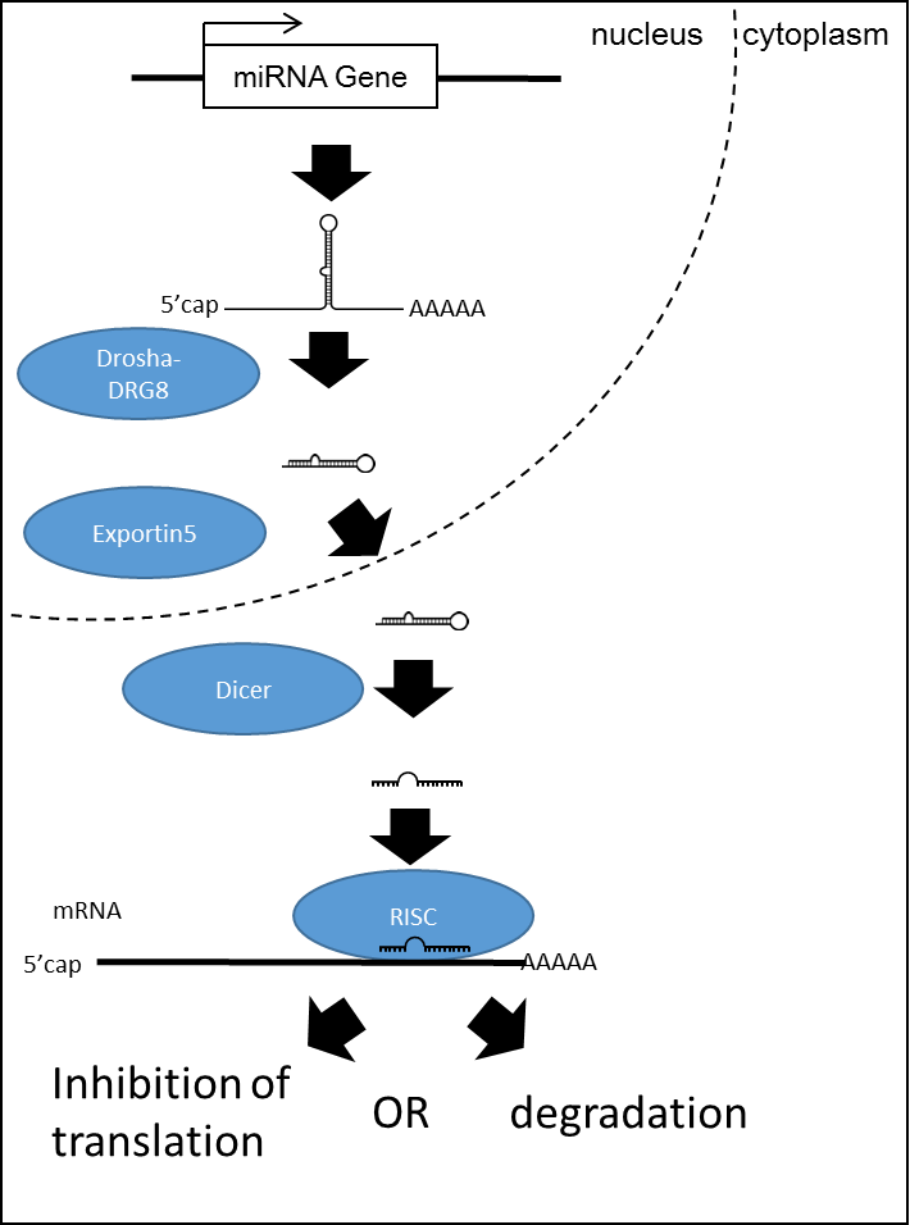 nucleus
cytoplasm
miRNA Gene
5’cap
AAAAA
Drosha-
DRG8
Exportin5
Dicer
RISC
mRNA
5’cap
AAAAA
Inhibition of
translation
OR
degradation